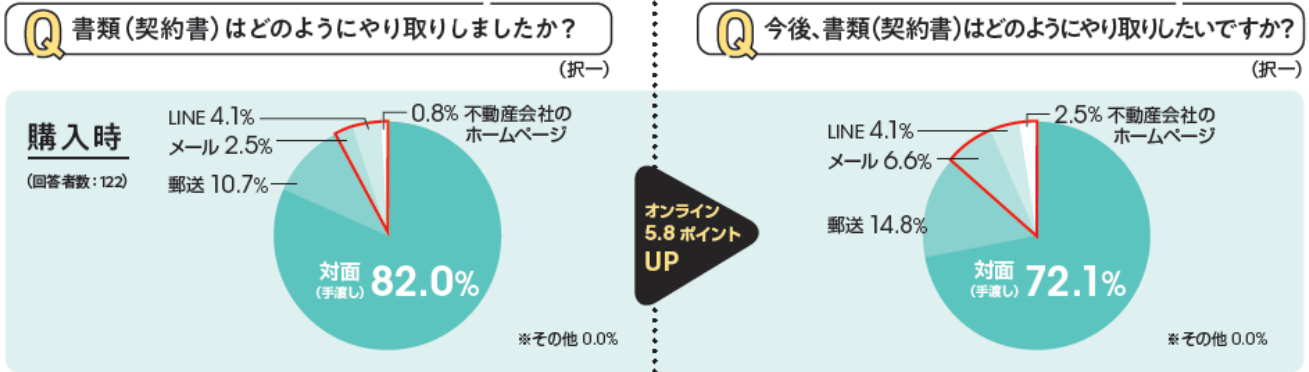 Q 書類(契約書)はどのようにやり取りしましたか？
(択一)
購入時
(回答者数：122)
LINE 4.1%
メール 2.5%
郵送 10.7%
0.8% 不動産会社の
ホームページ
対面
(手渡し) 82.0%
※その他 0.0%
オンライン
5.8 ポイント
UP
Q 今後、書類(契約書)はどのようにやり取りしたいですか？
(択一)
LINE 4.1%
メール 6.6%
郵送 14.8%
2.5% 不動産会社の
ホームページ
対面
(手渡し) 72.1%
※その他 0.0%